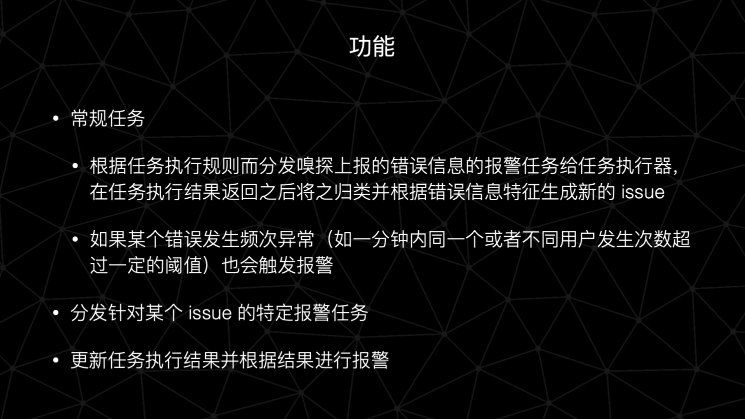 功能
• 常规任务
• 根据任务执行规则而分发嗅探上报的错误信息的报警任务给任务执行器，
在任务执行结果返回之后将之归类并根据错误信息特征生成新的 issue
• 如果某个错误发生频次异常（如一分钟内同一个或者不同用户发生次数超
过一定的阈值）也会触发报警
• 分发针对某个 issue 的特定报警任务
• 更新任务执行结果并根据结果进行报警